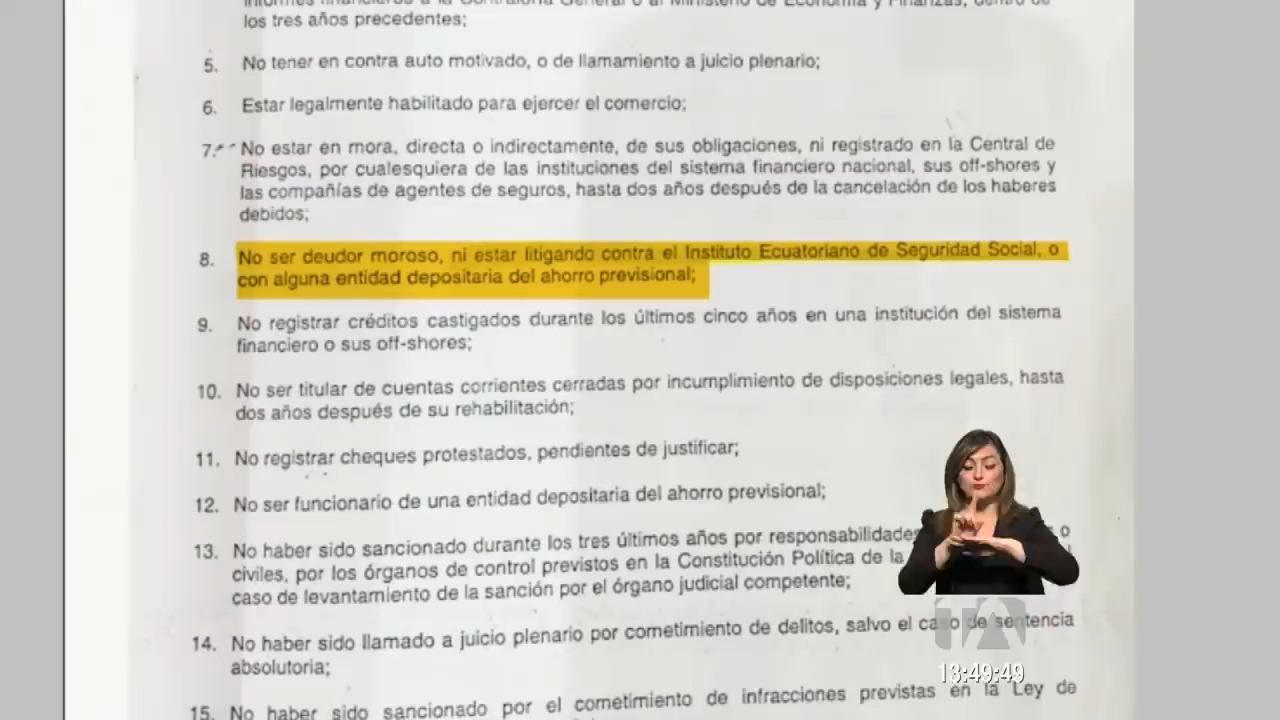 los tres años precedentes;
5. No tener en contra auto motivado, o de llamamiento a juicio plenario;
6. Estar legalmente habilitado para ejercer el comercio;
7. No estar en mora, directa o indirectamente, de sus obligaciones, ni registrado en la Central de
Riesgos, por cualesquiera de las instituciones del sistema financiero nacional, sus off-shores y
las compañías de agentes de seguros, hasta dos años después de la cancelación de los haberes
debidos;
8. No ser deudor moroso, ni estar litigando contra el Instituto Ecuatoriano de Seguridad Social, o
con alguna entidad depositaria del ahorro previsional;
9. No registrar créditos castigados durante los últimos cinco años en una institución del sistema
financiero o sus off-shores;
10. No ser titular de cuentas corrientes cerradas por incumplimiento de disposiciones legales, hasta
dos años después de su rehabilitación;
11. No registrar cheques protestados, pendientes de justificar;
12. No ser funcionario de una entidad depositaria del ahorro previsional;
13. No haber sido sancionado durante los tres últimos años por responsabilidades o
civiles, por los órganos de control previstos en la Constitución Política de la
caso de levantamiento de la sanción por el órgano judicial competente;
14. No haber sido llamado a juicio plenario por cometimiento de delitos, salvo el caso de sentencia
absolutoria;
15. No haber sido sancionado por el cometimiento de infracciones previstas en la Ley de
13:49:49